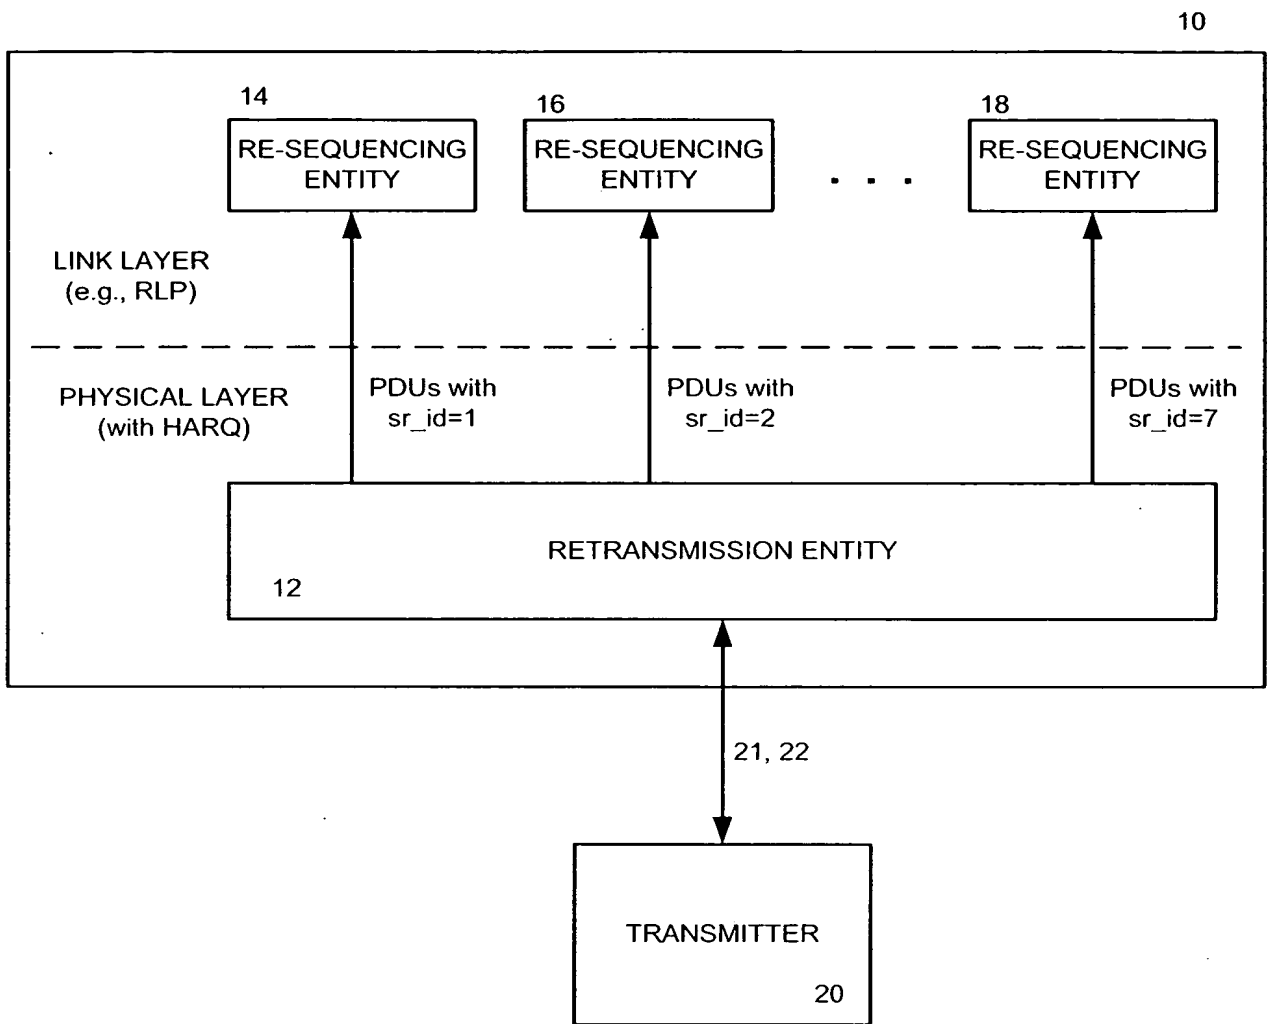 10
14
16
18
RE-SEQUENCING
ENTITY
RE-SEQUENCING
ENTITY
. . .
RE-SEQUENCING
ENTITY
LINK LAYER
(e.g., RLP)
PHYSICAL LAYER
(with HARQ)
PDUs with
sr_id=1
PDUs with
sr_id=2
PDUs with
sr_id=7
RETRANSMISSION ENTITY
12
21, 22
TRANSMITTER
20